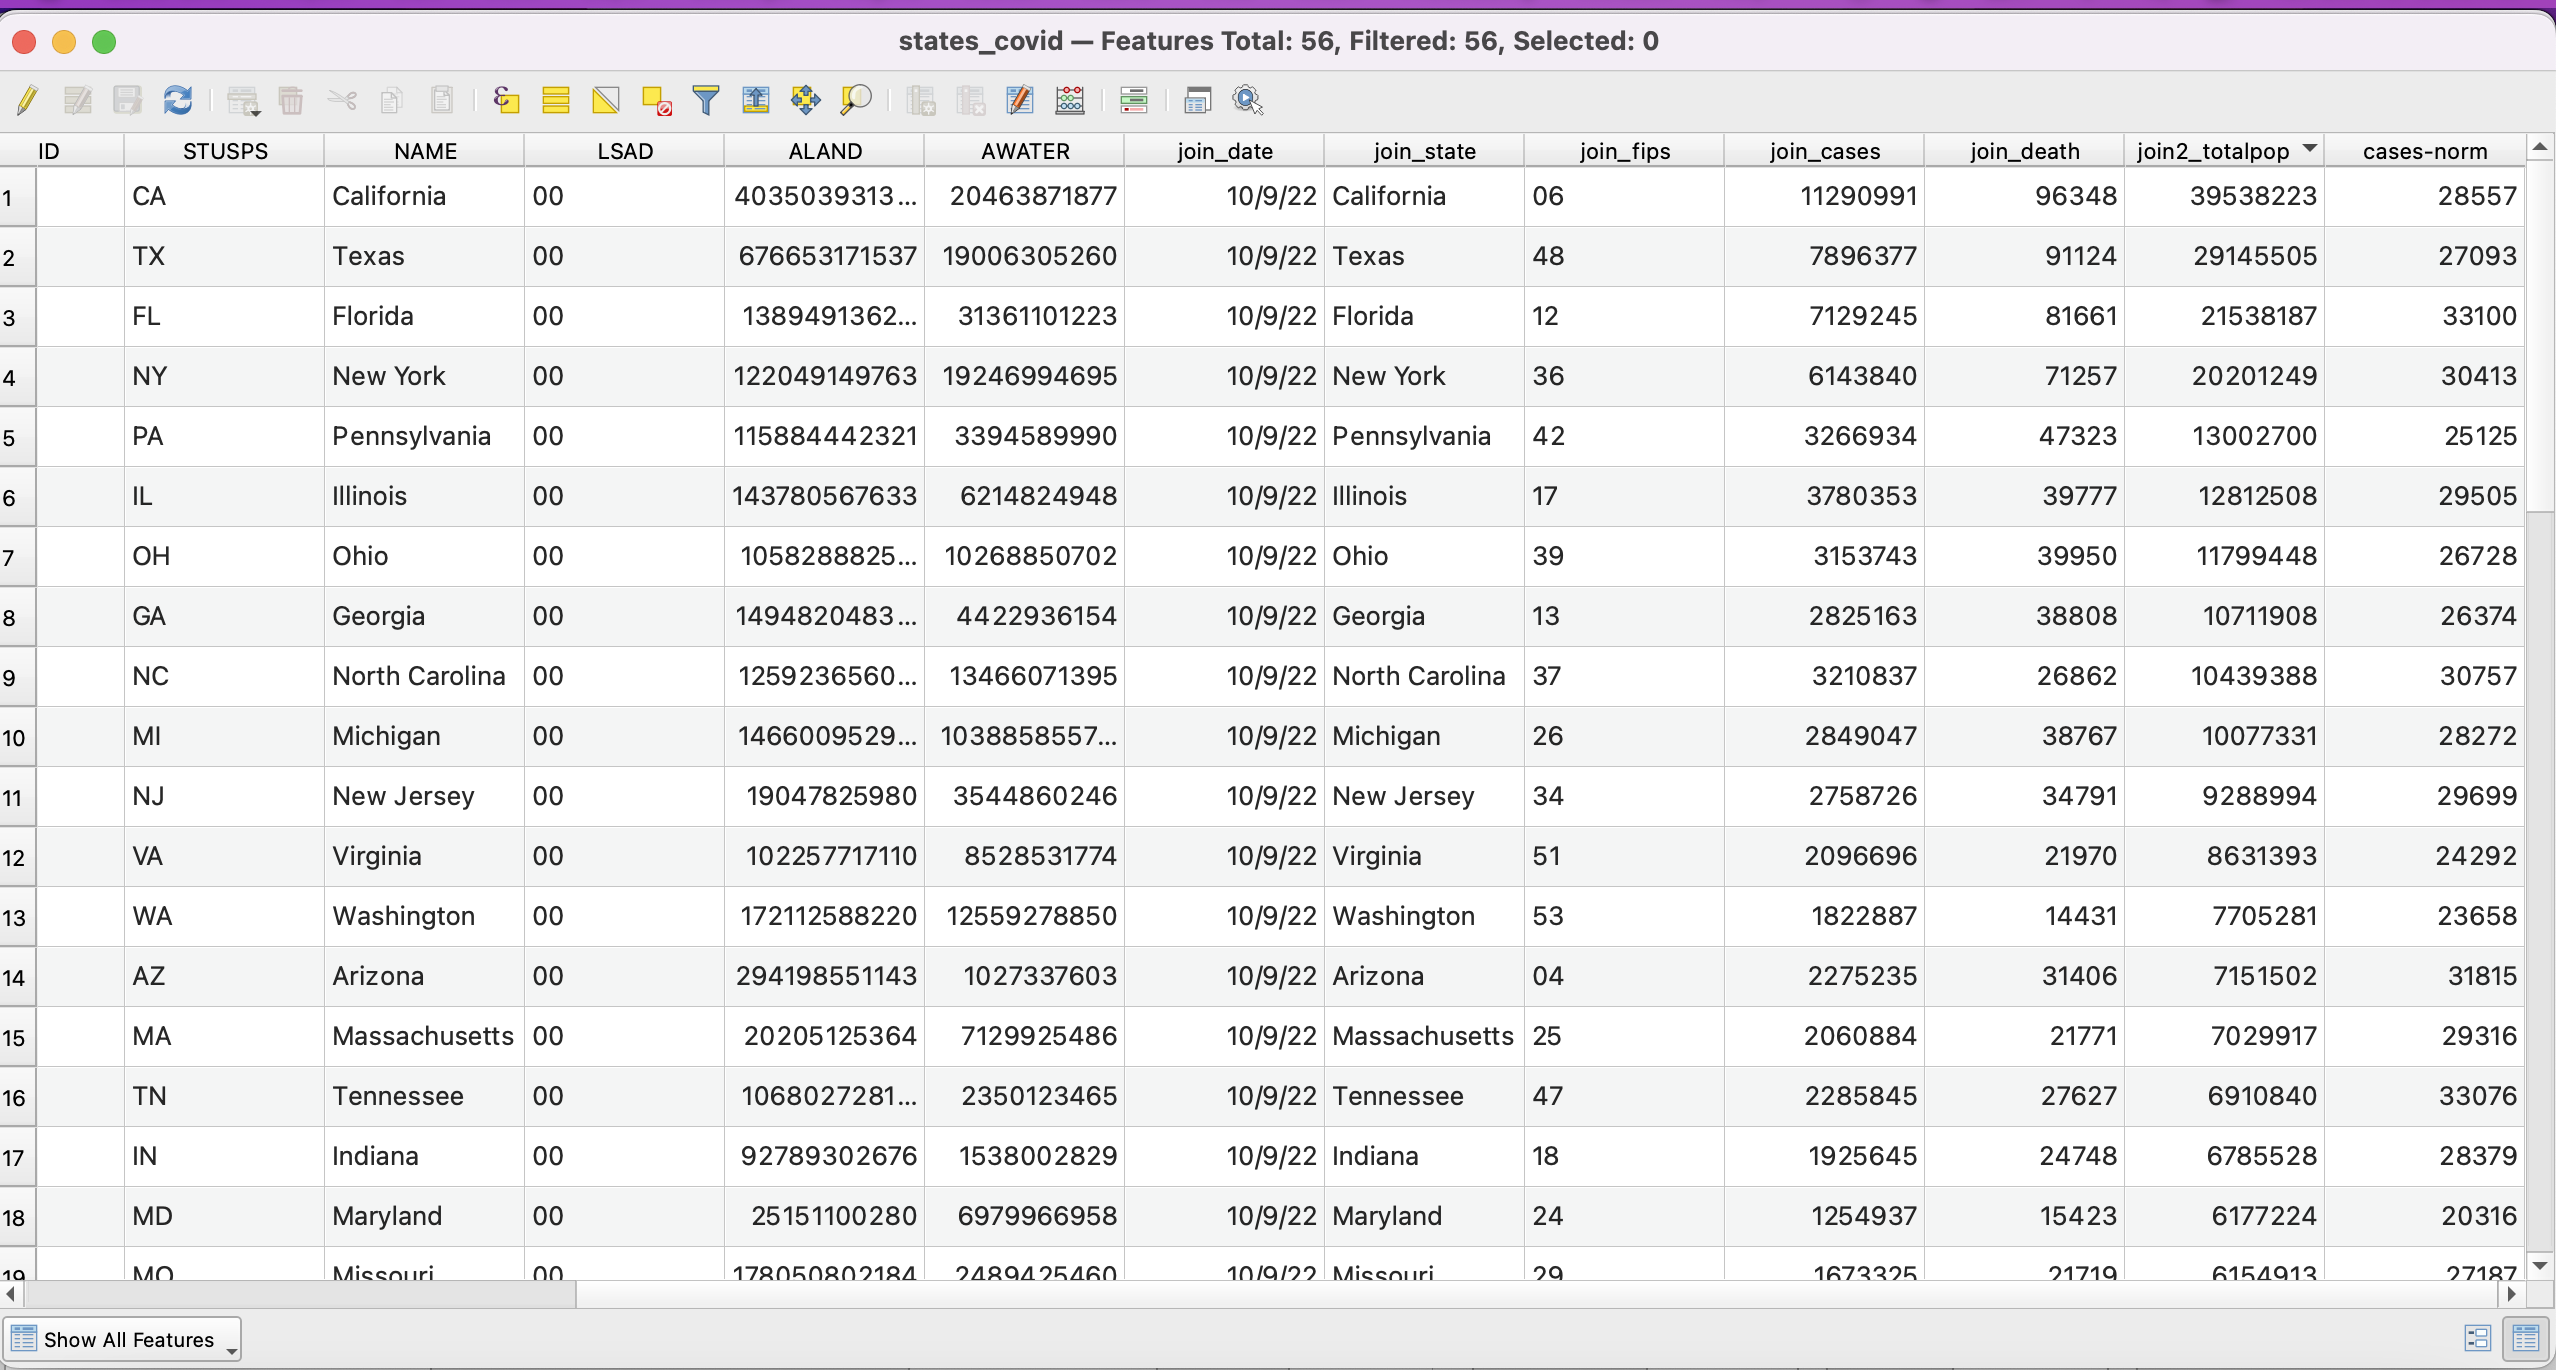 states_covid — Features Total: 56, Filtered: 56, Selected: 0
ID STUSPS NAME LSAD ALAND AWATER join_date join_state join_fips join_cases join_death join2_totalpop cases-norm
1 CA California 00 4035039313... 20463871877 10/9/22 California 06 11290991 96348 39538223 28557
2 TX Texas 00 676653171537 19006305260 10/9/22 Texas 48 7896377 91124 29145505 27093
3 FL Florida 00 1389491362... 31361101223 10/9/22 Florida 12 7129245 81661 21538187 33100
4 NY New York 00 122049149763 19246994695 10/9/22 New York 36 6143840 71257 20201249 30413
5 PA Pennsylvania 00 115884442321 3394589990 10/9/22 Pennsylvania 42 3266934 47323 13002700 25125
6 IL Illinois 00 143780567633 6214824948 10/9/22 Illinois 17 3780353 39777 12812508 29505
7 OH Ohio 00 1058288825... 10268850702 10/9/22 Ohio 39 3153743 39950 11799448 26728
8 GA Georgia 00 1494820483... 4422936154 10/9/22 Georgia 13 2825163 38808 10711908 26374
9 NC North Carolina 00 1259236560... 13466071395 10/9/22 North Carolina 37 3210837 26862 10439388 30757
10 MI Michigan 00 1466009529... 1038858557... 10/9/22 Michigan 26 2849047 38767 10077331 28272
11 NJ New Jersey 00 19047825980 3544860246 10/9/22 New Jersey 34 2758726 34791 9288994 29699
12 VA Virginia 00 102257717110 8528531774 10/9/22 Virginia 51 2096696 21970 8631393 24292
13 WA Washington 00 172112588220 12559278850 10/9/22 Washington 53 1822887 14431 7705281 23658
14 AZ Arizona 00 294198551143 1027337603 10/9/22 Arizona 04 2275235 31406 7151502 31815
15 MA Massachusetts 00 20205125364 7129925486 10/9/22 Massachusetts 25 2060884 21771 7029917 29316
16 TN Tennessee 00 1068027281... 2350123465 10/9/22 Tennessee 47 2285845 27627 6910840 33076
17 IN Indiana 00 92789302676 1538002829 10/9/22 Indiana 18 1925645 24748 6785528 28379
18 MD Maryland 00 25151100280 6979966958 10/9/22 Maryland 24 1254937 15423 6177224 20316
19 MO Missouri 00 178050802184 2489425460 10/9/22 Missouri 29 1673325 21719 6154913 27187
Show All Features